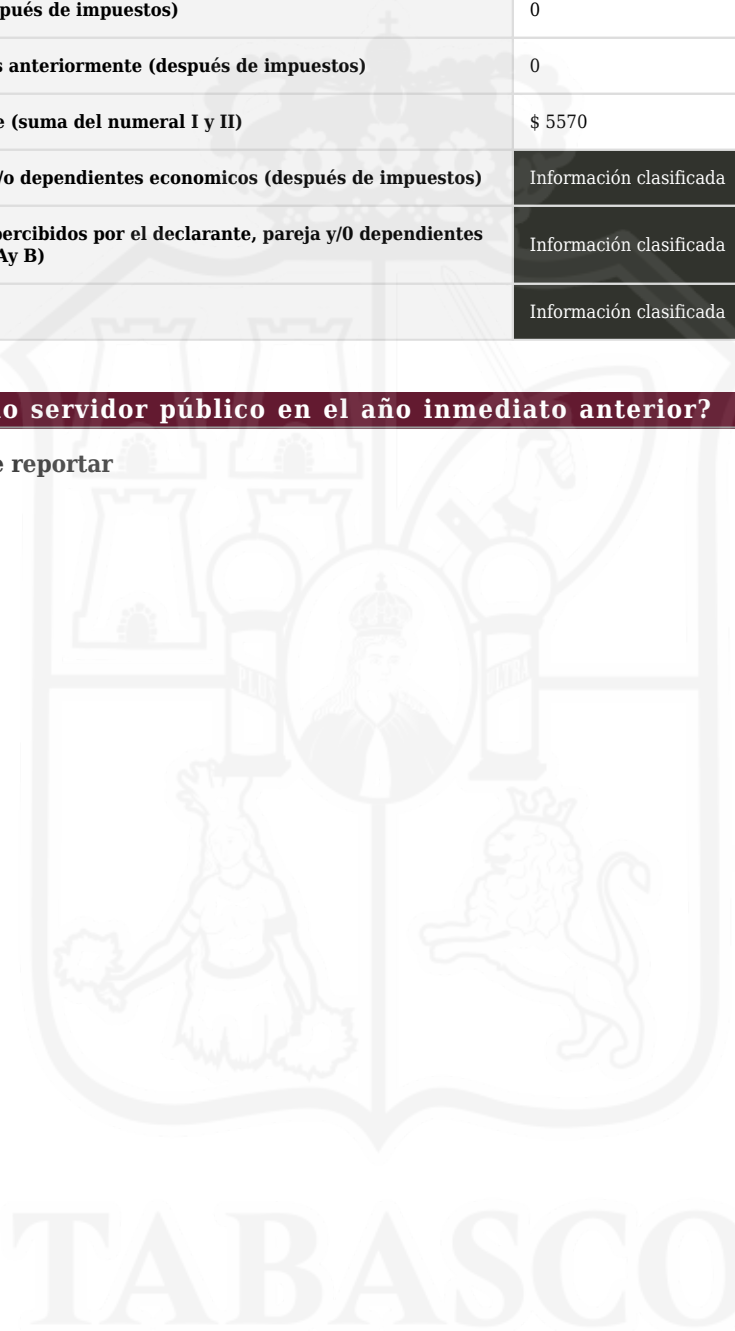 pués de impuestos)
0
s anteriormente (después de impuestos)
0
e (suma del numeral I y II)
$ 5570
/o dependientes economicos (después de impuestos)
Información clasificada
percibidos por el declarante, pareja y/0 dependientes
Ay B)
Información clasificada
Información clasificada
o servidor público en el año inmediato anterior?
e reportar
PLUS
ULTRA
TABASCO